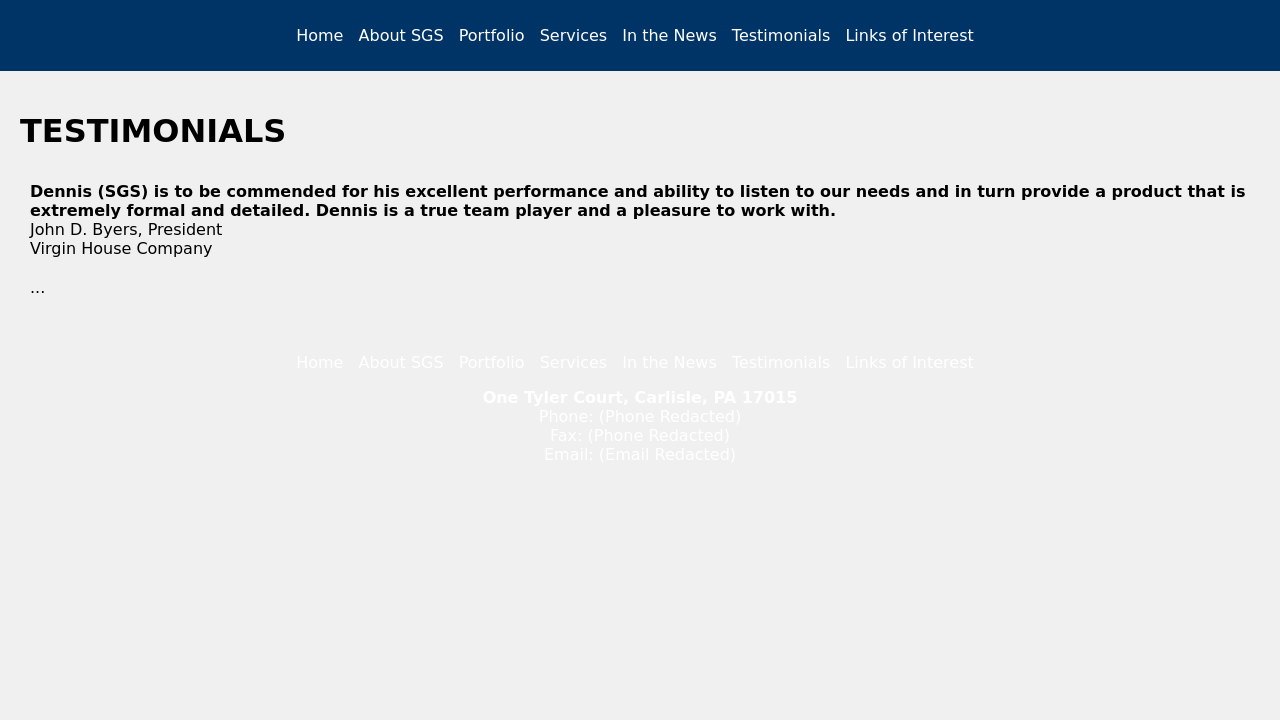 Home About SGS Portfolio Services In the News Testimonials Links of Interest
TESTIMONIALS
Dennis (SGS) is to be commended for his excellent performance and ability to listen to our needs and in turn provide a product that is
extremely formal and detailed. Dennis is a true team player and a pleasure to work with.
John D. Byers, President
Virgin House Company
...
Home About SGS Portfolio Services In the News Testimonials Links of Interest
One Tyler Court, Carlisle, PA 17015
Phone: (Phone Redacted)
Fax: (Phone Redacted)
Email: (Email Redacted)